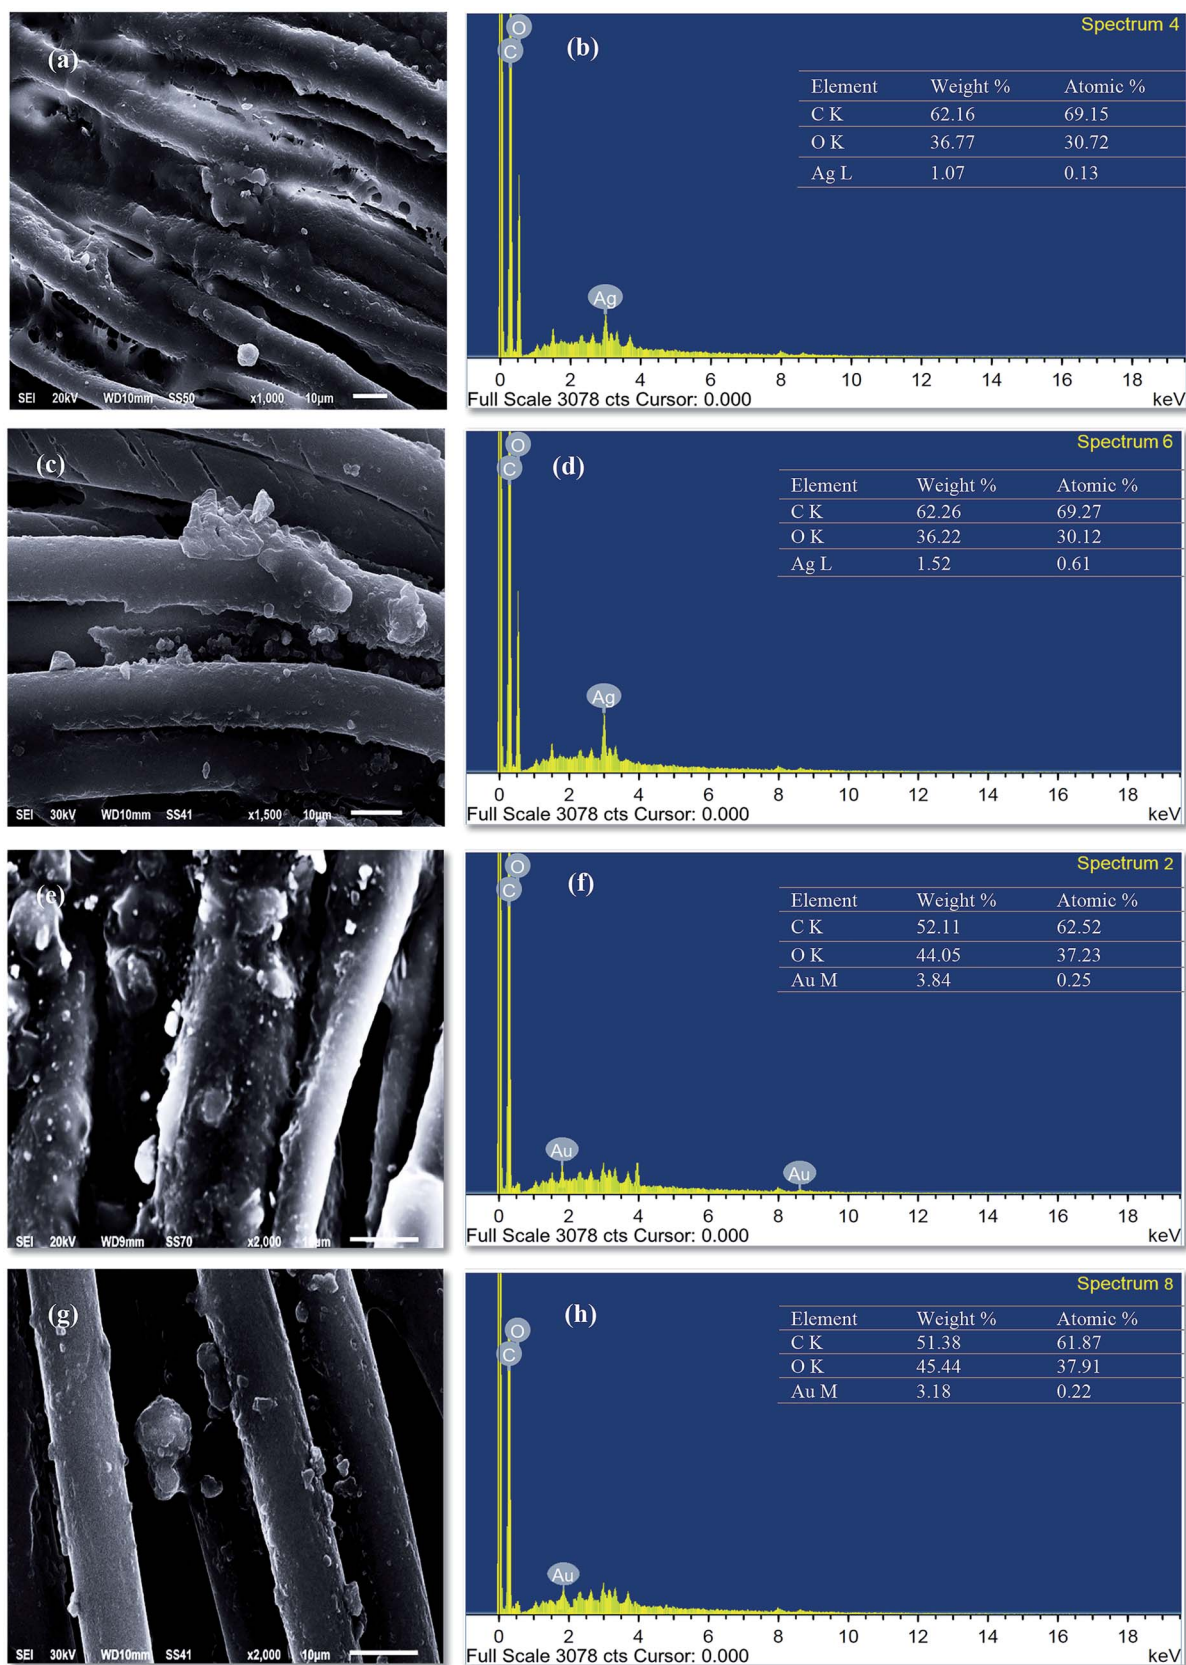 (a)
SEI 20kV WD10mm SS50 x1,000 10µm
(b)
Spectrum 4
O
C
Element Weight % Atomic %
C K 62.16 69.15
O K 36.77 30.72
Ag L 1.07 0.13
Ag
0 2 4 6 8 10 12 14 16 18
Full Scale 3078 cts Cursor: 0.000 keV
(c)
SEI 30kV WD10mm SS41 x1,500 10µm
(d)
Spectrum 6
O
C
Element Weight % Atomic %
C K 62.26 69.27
O K 36.22 30.12
Ag L 1.52 0.61
Ag
0 2 4 6 8 10 12 14 16 18
Full Scale 3078 cts Cursor: 0.000 keV
(e)
SEI 20kV WD9mm SS70 x2,000 10µm
(f)
Spectrum 2
O
C
Element Weight % Atomic %
C K 52.11 62.52
O K 44.05 37.23
Au M 3.84 0.25
Au
Au
0 2 4 6 8 10 12 14 16 18
Full Scale 3078 cts Cursor: 0.000 keV
(g)
SEI 30kV WD10mm SS41 x2,000 10µm
(h)
Spectrum 8
O
C
Element Weight % Atomic %
C K 51.38 61.87
O K 45.44 37.91
Au M 3.18 0.22
Au
0 2 4 6 8 10 12 14 16 18
Full Scale 3078 cts Cursor: 0.000 keV